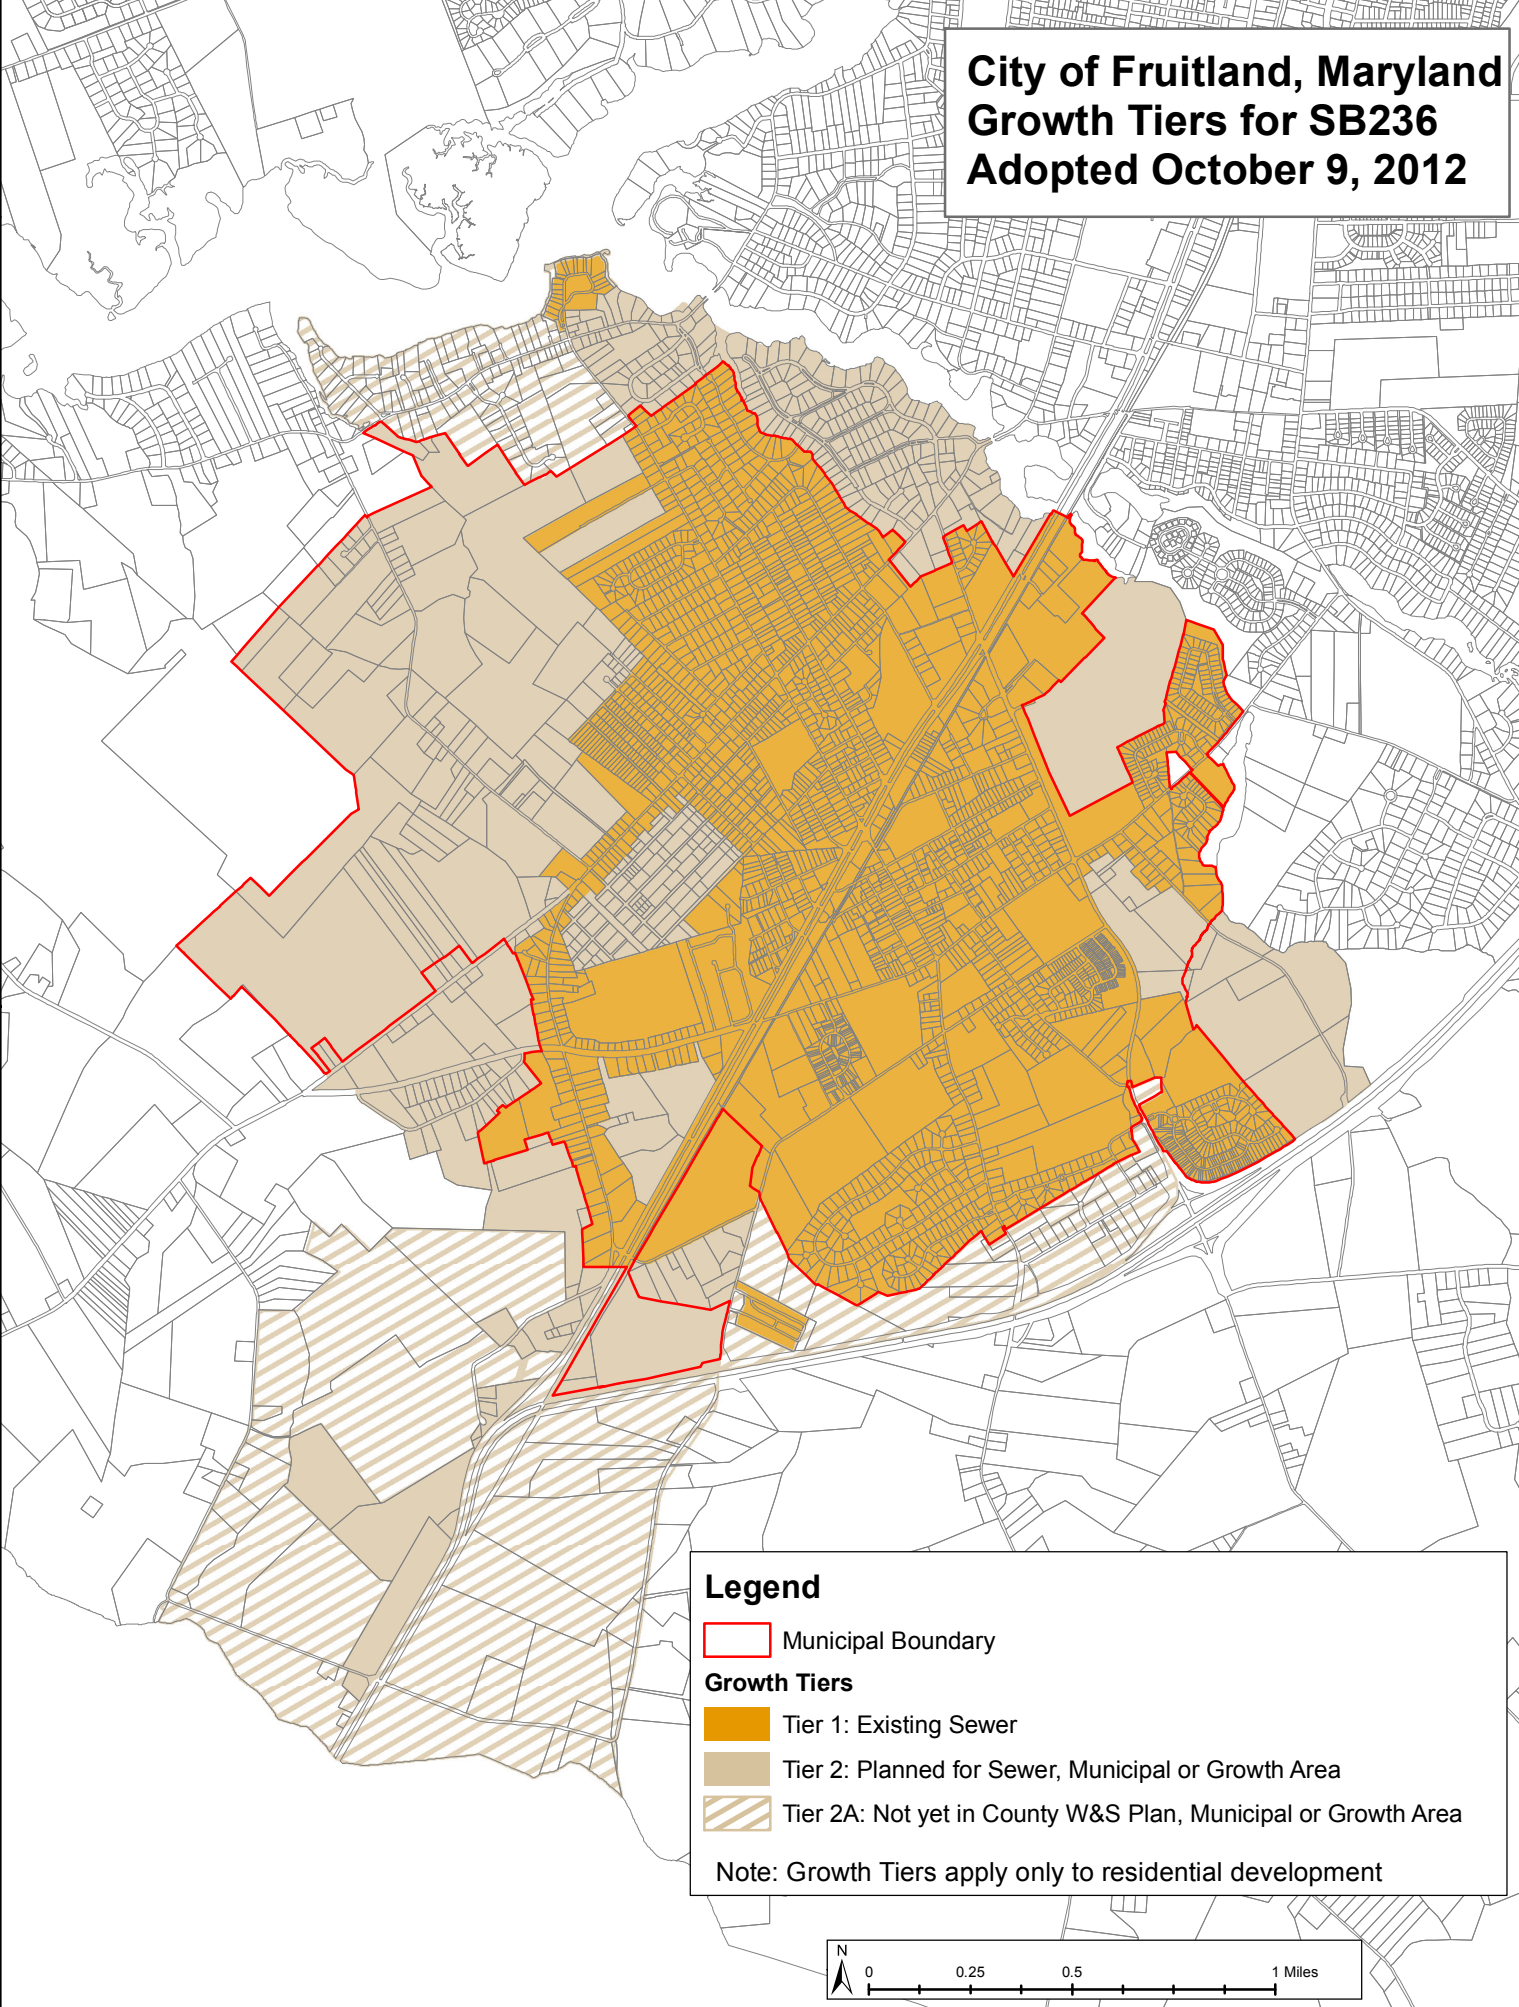 City of Fruitland, Maryland
Growth Tiers for SB236
Adopted October 9, 2012
Legend
Municipal Boundary
Growth Tiers
Tier 1: Existing Sewer
Tier 2: Planned for Sewer, Municipal or Growth Area
Tier 2A: Not yet in County W&S Plan, Municipal or Growth Area
Note: Growth Tiers apply only to residential development
N
0 0.25 0.5 1 Miles